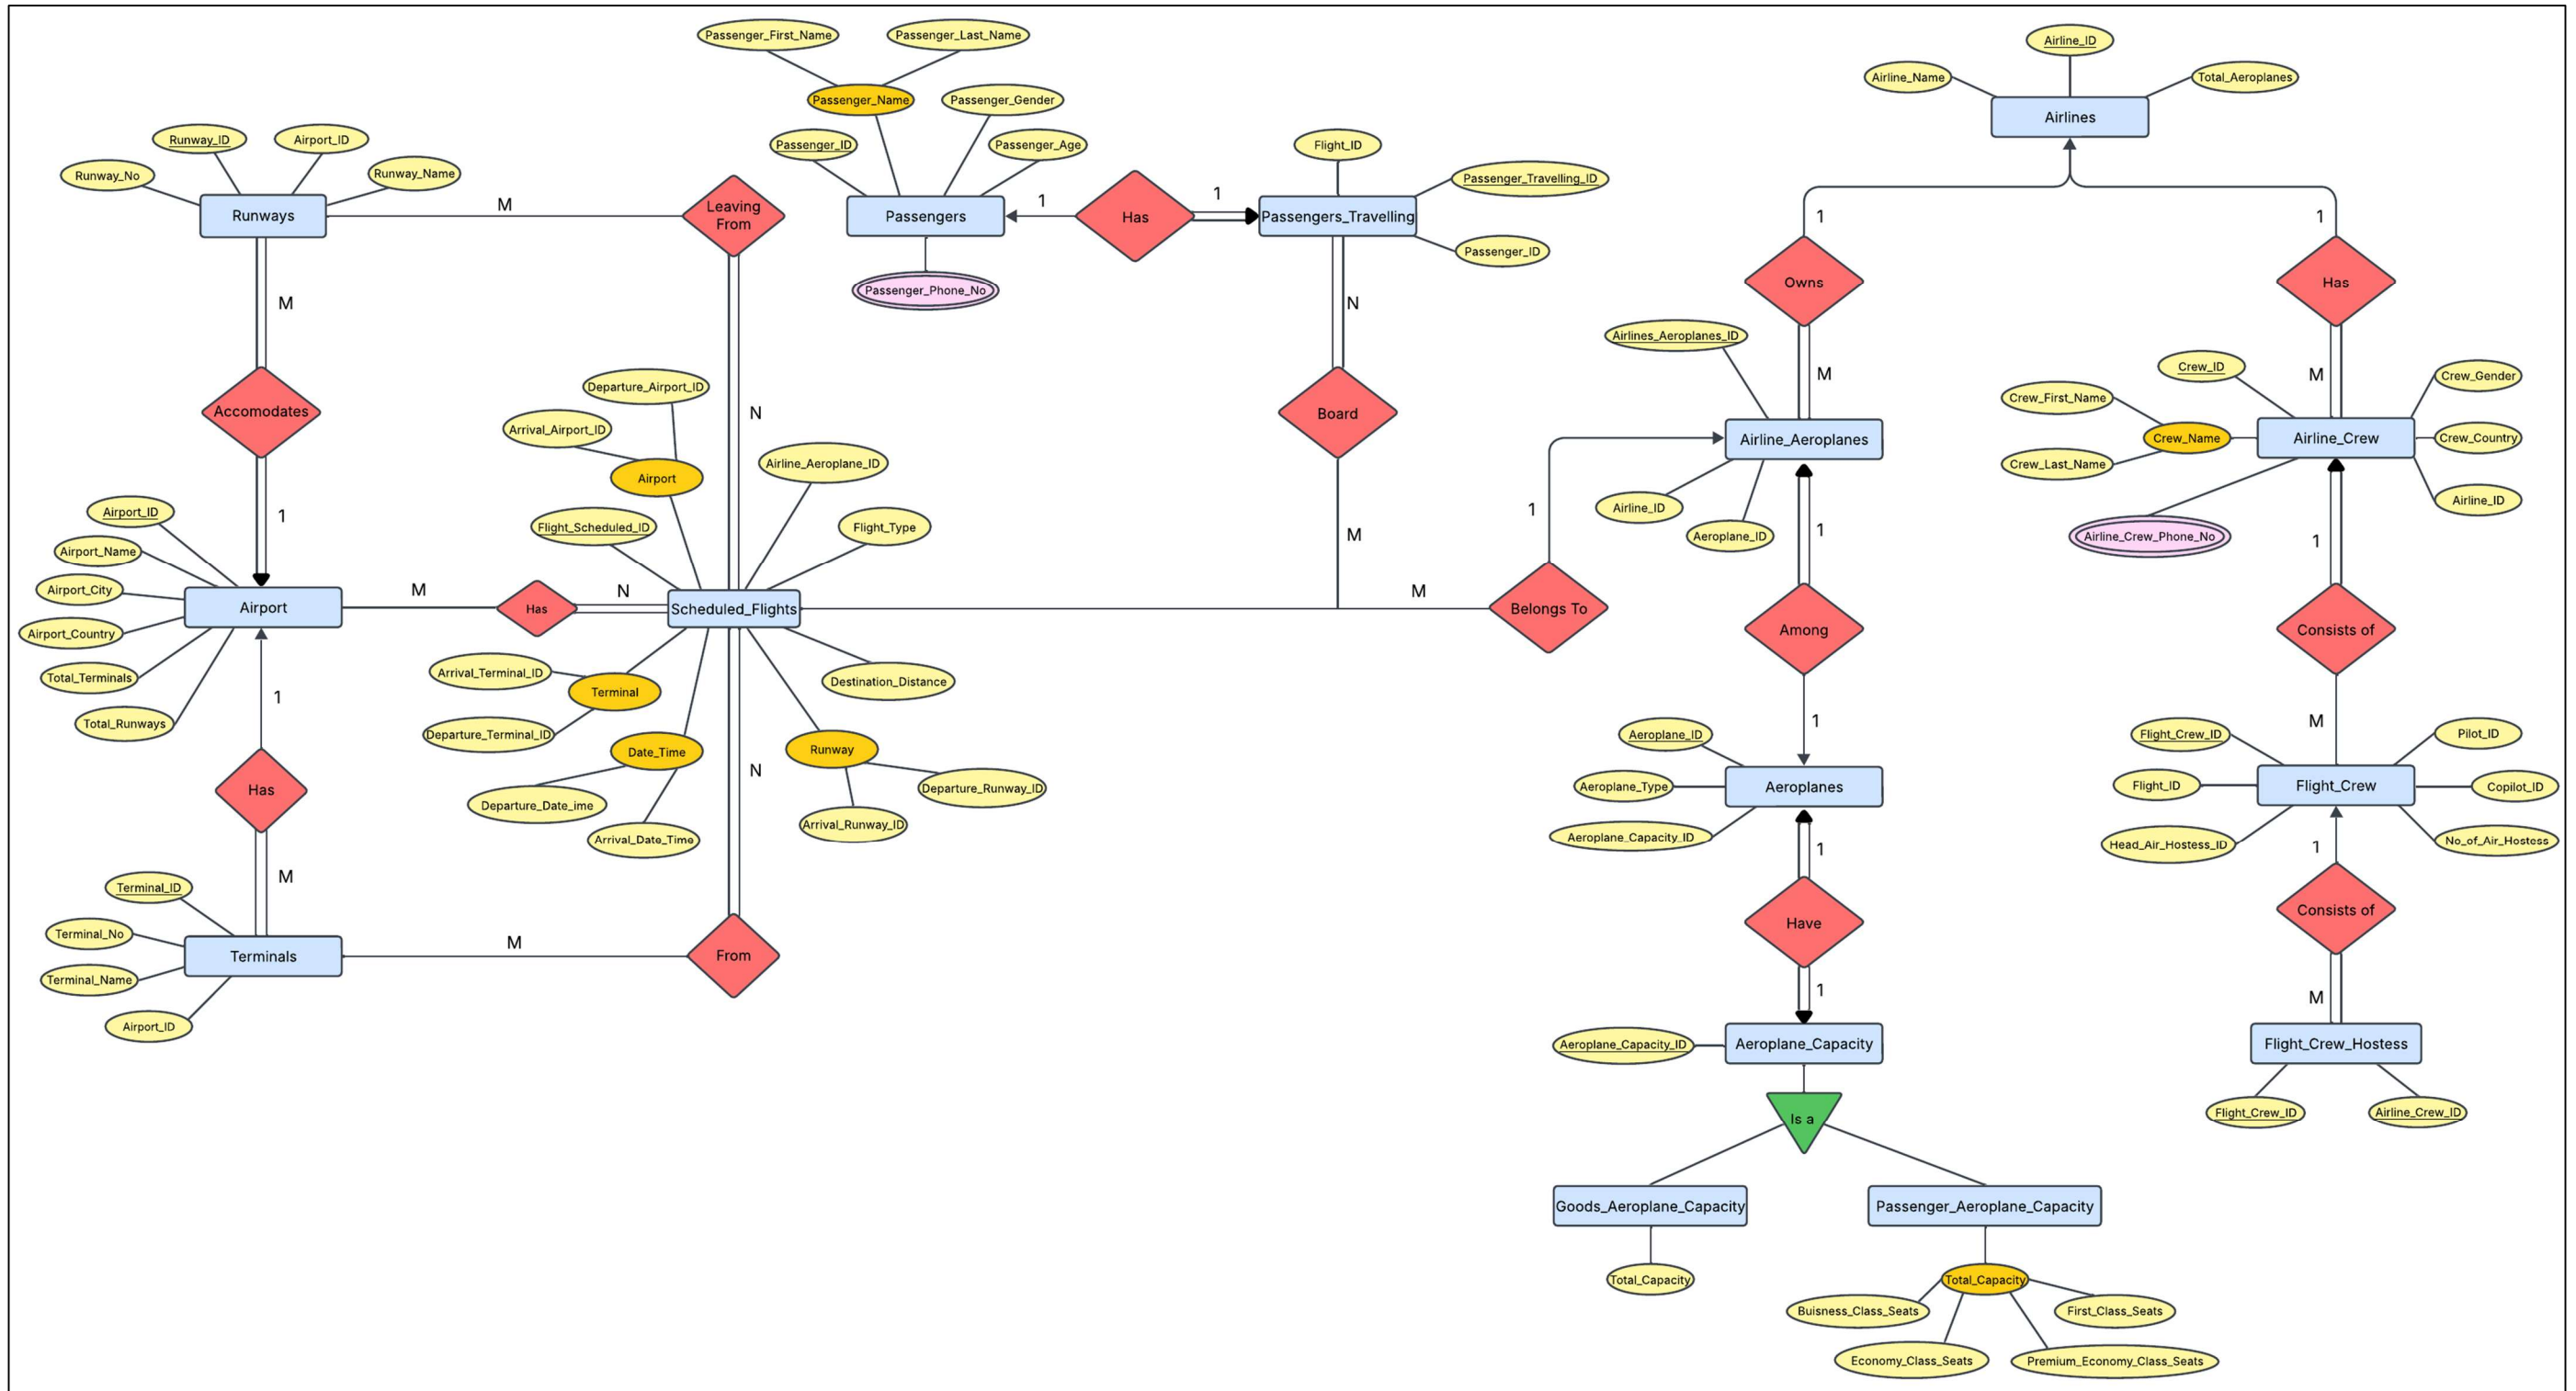 Passenger_First_Name
Passenger_Last_Name
Passenger_Name
Passenger_Gender
Passenger_ID
Passenger_Age
Passengers
Passenger_Phone_No
Runway_ID
Airport_ID
Runway_No
Runway_Name
Runways
M
Leaving
From
1
Has
1
Flight_ID
Passenger_Travelling_ID
Passengers_Travelling
Passenger_ID
N
Board
M
Airline_ID
Airline_Name
Total_Aeroplanes
Airlines
1
1
Owns
Has
M
M
Accomodates
1
N
Departure_Airport_ID
Arrival_Airport_ID
Airport
Airline_Aeroplane_ID
Flight_Scheduled_ID
Flight_Type
Scheduled_Flights
Airport_ID
Airport_Name
Airport_City
Airport_Country
Total_Terminals
Total_Runways
Airport
M
Has
N
Arrival_Terminal_ID
Terminal
Departure_Terminal_ID
Date_Time
Departure_Date_ime
Arrival_Date_Time
Runway
Departure_Runway_ID
Arrival_Runway_ID
Destination_Distance
1
Has
M
N
Terminal_ID
Terminal_No
Terminal_Name
Airport_ID
Terminals
M
From
M
Belongs To
1
Airlines_Aeroplanes_ID
Airline_Aeroplanes
Airline_ID
Aeroplane_ID
1
Among
1
Aeroplane_ID
Aeroplane_Type
Aeroplane_Capacity_ID
Aeroplanes
1
Have
1
Aeroplane_Capacity_ID
Aeroplane_Capacity
Is a
Goods_Aeroplane_Capacity
Total_Capacity
Passenger_Aeroplane_Capacity
Total_Capacity
Buisness_Class_Seats
First_Class_Seats
Economy_Class_Seats
Premium_Economy_Class_Seats
M
Crew_ID
Crew_Gender
Crew_First_Name
Crew_Name
Crew_Last_Name
Airline_Crew
Crew_Country
Airline_ID
Airline_Crew_Phone_No
1
Consists of
M
Flight_Crew_ID
Pilot_ID
Flight_ID
Flight_Crew
Copilot_ID
Head_Air_Hostess_ID
No_of_Air_Hostess
1
Consists of
M
Flight_Crew_Hostess
Flight_Crew_ID
Airline_Crew_ID